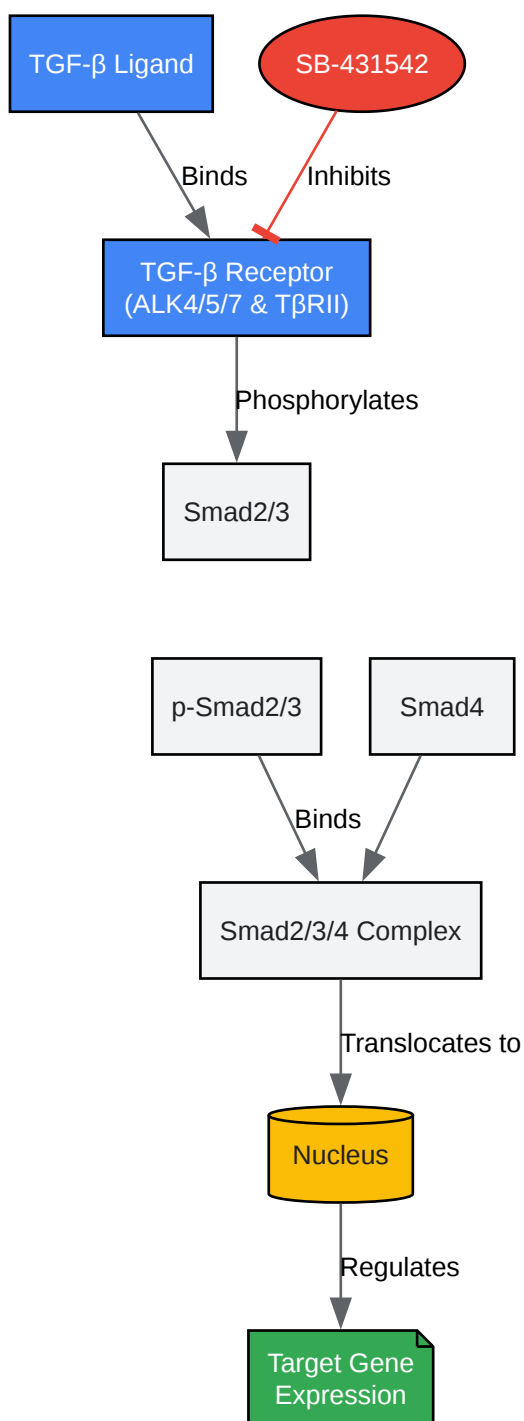 TGF-β Ligand
SB-431542
Binds
Inhibits
TGF-β Receptor
(ALK4/5/7 & TβRII)
Phosphorylates
Smad2/3
p-Smad2/3
Smad4
Binds
Smad2/3/4 Complex
Translocates to
Nucleus
Regulates
Target Gene
Expression